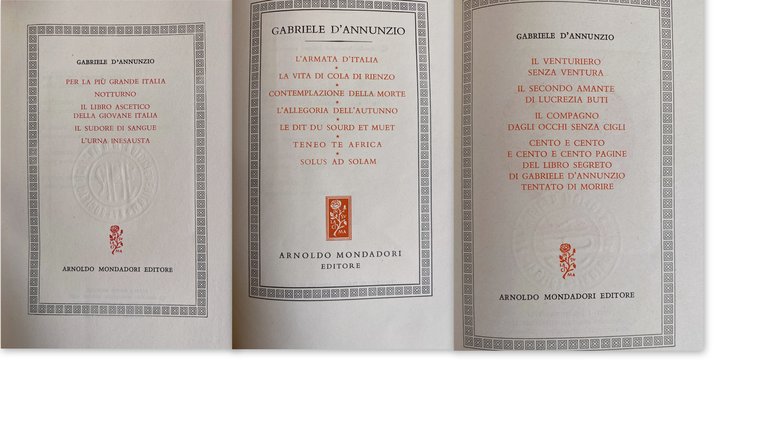 GABRIELE D'ANNUNZIO
PER LA PIÙ GRANDE ITALIA
NOTTURNO
IL LIBRO ASCETICO
DELLA GIOVANE ITALIA
IL SUDORE DI SANGUE
L'URNA INESAUSTA
ARNOLDO MONDADORI EDITORE
GABRIELE D'ANNUNZIO
L'ARMATA D'ITALIA
LA VITA DI COLA DI RIENZO
CONTEMPLAZIONE DELLA MORTE
L'ALLEGORIA DELL'AUTUNNO
LE DIT DU SOURD ET MUET
TENEO TE AFRICA
SOLUS AD SOLAM
ARNOLDO MONDADORI
EDITORE
GABRIELE D'ANNUNZIO
IL VENTURIERO
SENZA VENTURA
IL SECONDO AMANTE
DI LUCREZIA BUTI
IL COMPAGNO
DAGLI OCCHI SENZA CIGLI
CENTO E CENTO
E CENTO E CENTO PAGINE
DEL LIBRO SEGRETO
DI GABRIELE D'ANNUNZIO
TENTATO DI MORIRE
ARNOLDO MONDADORI EDITORE